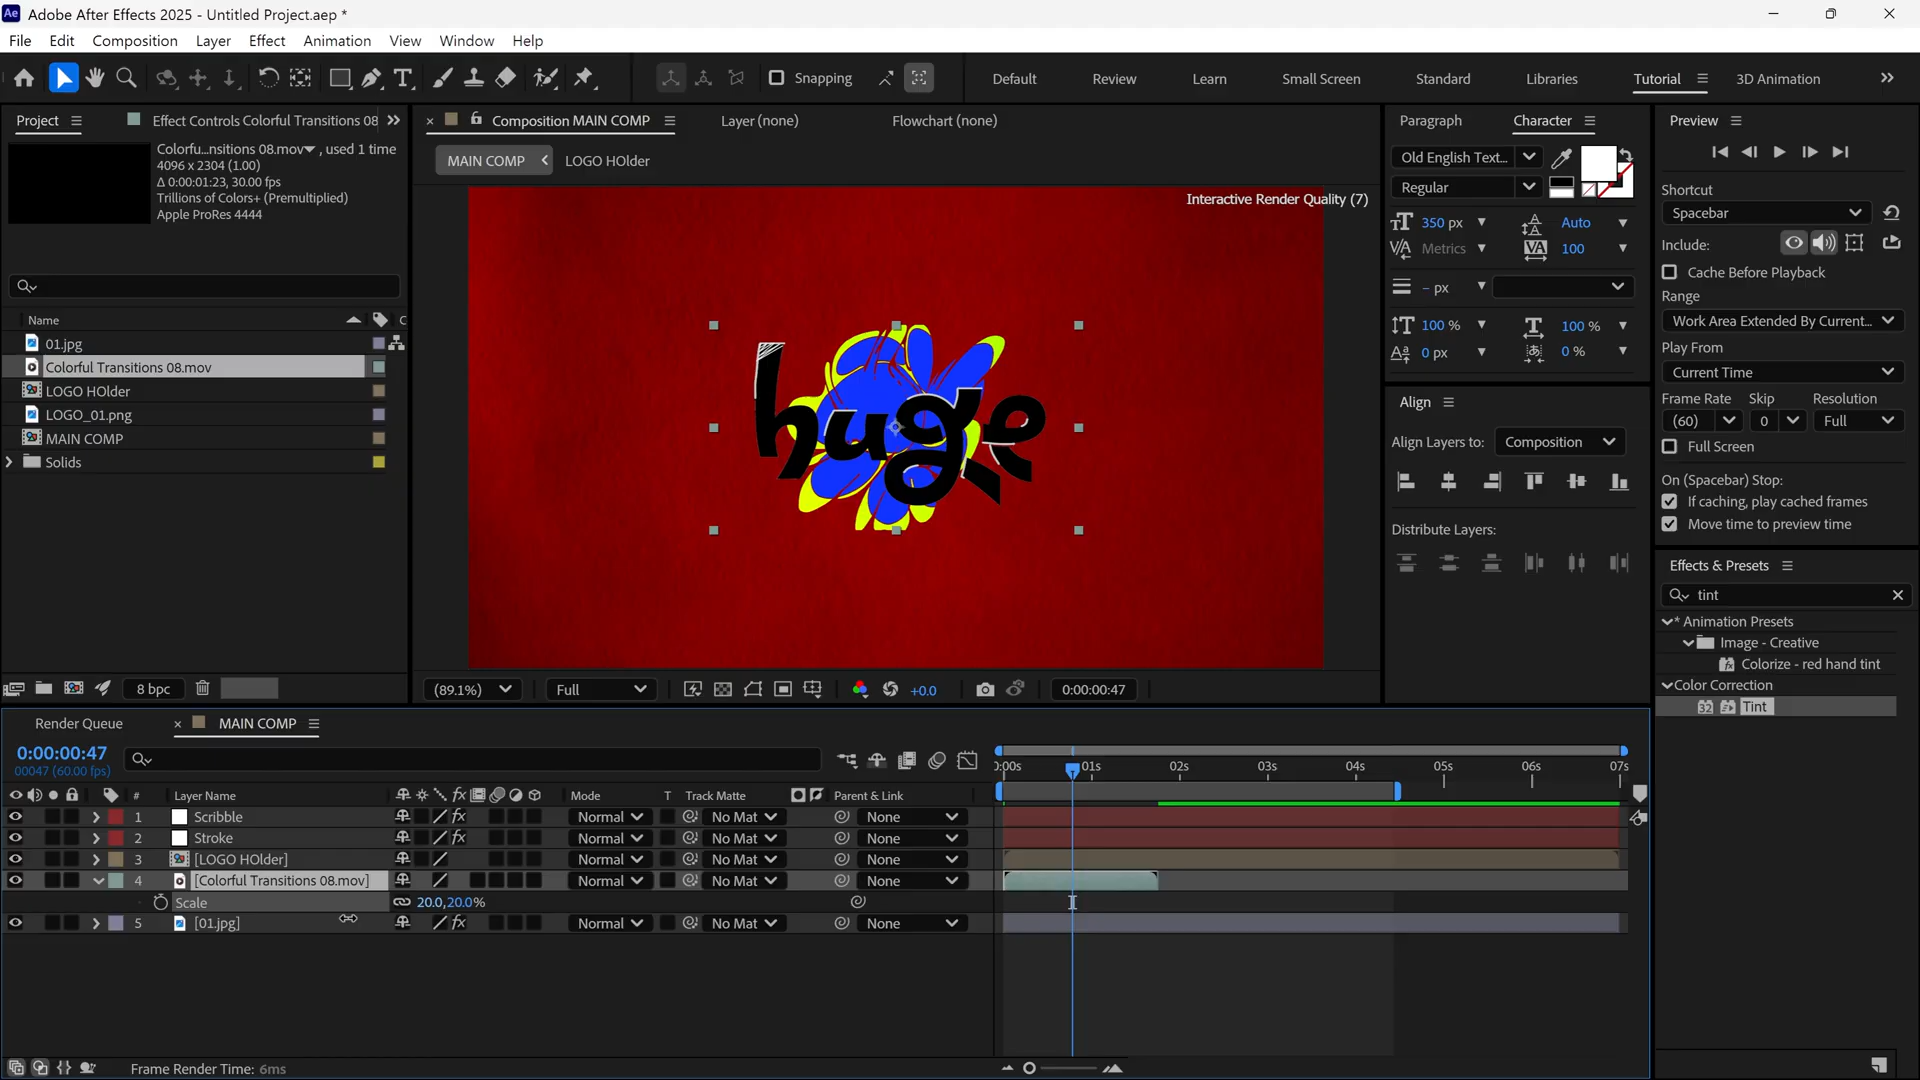 Ae Adobe After Effects 2025 - Untitled Project.aep *
File Edit Composition Layer Effect Animation View Window Help
Snapping Default Review Learn Small Screen Standard Libraries Tutorial 3D Animation
Project Effect Controls Colorful Transitions 08
Colorfu...nsitions 08.mov , used 1 time
4096 x 2304 (1.00)
Δ 0:00:01:23, 30.00 fps
Trillions of Colors+ (Premultiplied)
Apple ProRes 4444
Name
01.jpg
Colorful Transitions 08.mov
LOGO HOlder
LOGO_01.png
MAIN COMP
Solids
8 bpc
Composition MAIN COMP Layer (none) Flowchart (none)
MAIN COMP LOGO HOlder
Interactive Render Quality (7)
huge
(89.1%) Full +0.0 0:00:00:47
Paragraph Character
Old English Text...
Regular
350 px Auto
Metrics 100
– px
100 % 100 %
0 px 0 %
Align
Align Layers to: Composition
Distribute Layers:
Preview
Shortcut
Spacebar
Include:
Cache Before Playback
Range
Work Area Extended By Current...
Play From
Current Time
Frame Rate Skip Resolution
(60) 0 Full
Full Screen
On (Spacebar) Stop:
If caching, play cached frames
Move time to preview time
Effects & Presets
tint
* Animation Presets
Image - Creative
Colorize - red hand tint
Color Correction
32 Tint
Render Queue MAIN COMP
0:00:00:47
00047 (60.00 fps)
):00s 01s 02s 03s 04s 05s 06s 07s
# Layer Name fx Mode T Track Matte Parent & Link
1 Scribble fx Normal No Mat None
2 Stroke fx Normal No Mat None
3 [LOGO HOlder] Normal No Mat None
4 [Colorful Transitions 08.mov] Normal No Mat None
Scale 20.0,20.0%
5 [01.jpg] fx Normal No Mat None
Frame Render Time: 6ms